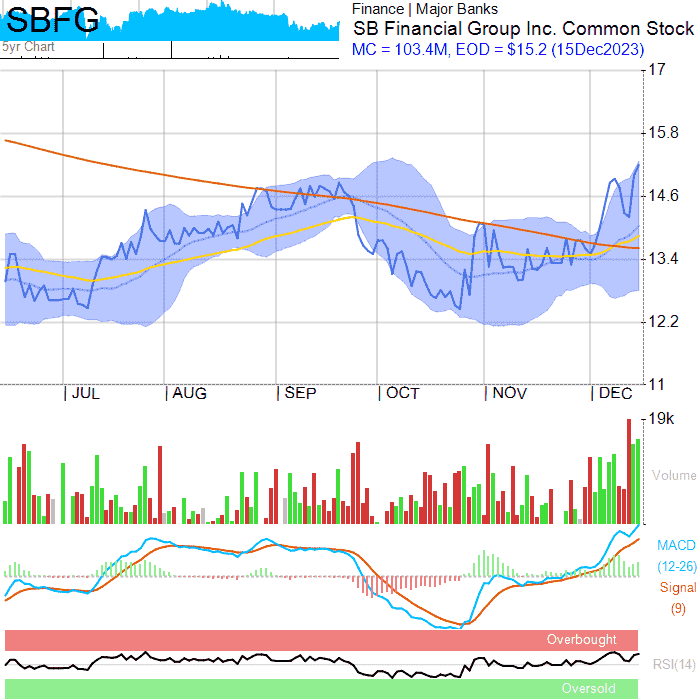 SBFG
5yr Chart
Finance | Major Banks
SB Financial Group Inc. Common Stock
MC = 103.4M, EOD = $15.2 (15Dec2023)
17
15.8
14.6
13.4
12.2
11
| JUL | AUG | SEP | OCT | NOV | DEC
19k
Volume
MACD
(12-26)
Signal
(9)
Overbought
RSI(14)
Oversold